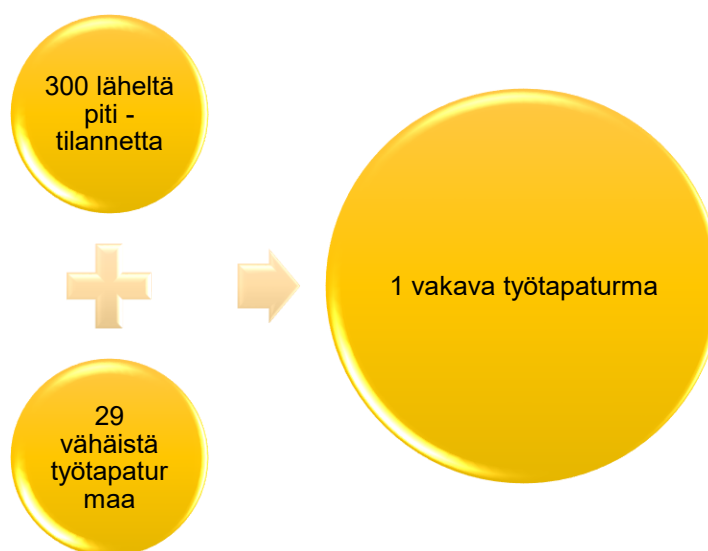 300 läheltä
piti -
tilannetta
1 vakava työtapaturma
29
vähäistä
työtapatur
maa